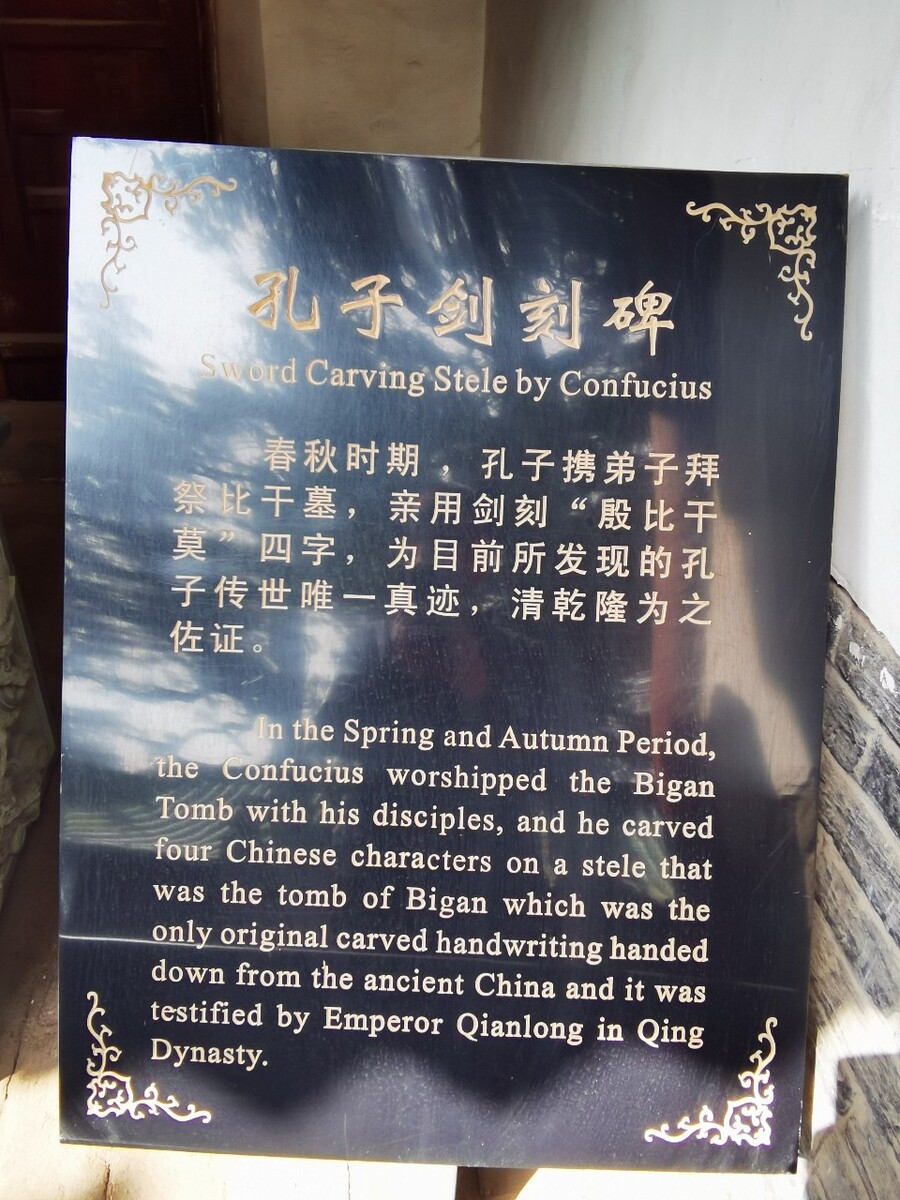 孔子剑刻碑
Sword Carving Stele by Confucius
春秋时期，孔子携弟子拜
祭比干墓，亲用剑刻“殷比干
莫”四字，为目前所发现的孔
子传世唯一真迹，清乾隆为之
佐证。
In the Spring and Autumn Period,
the Confucius worshipped the Bigan
Tomb with his disciples, and he carved
four Chinese characters on a stele that
was the tomb of Bigan which was the
only original carved handwriting handed
down from the ancient China and it was
testified by Emperor Qianlong in Qing
Dynasty.